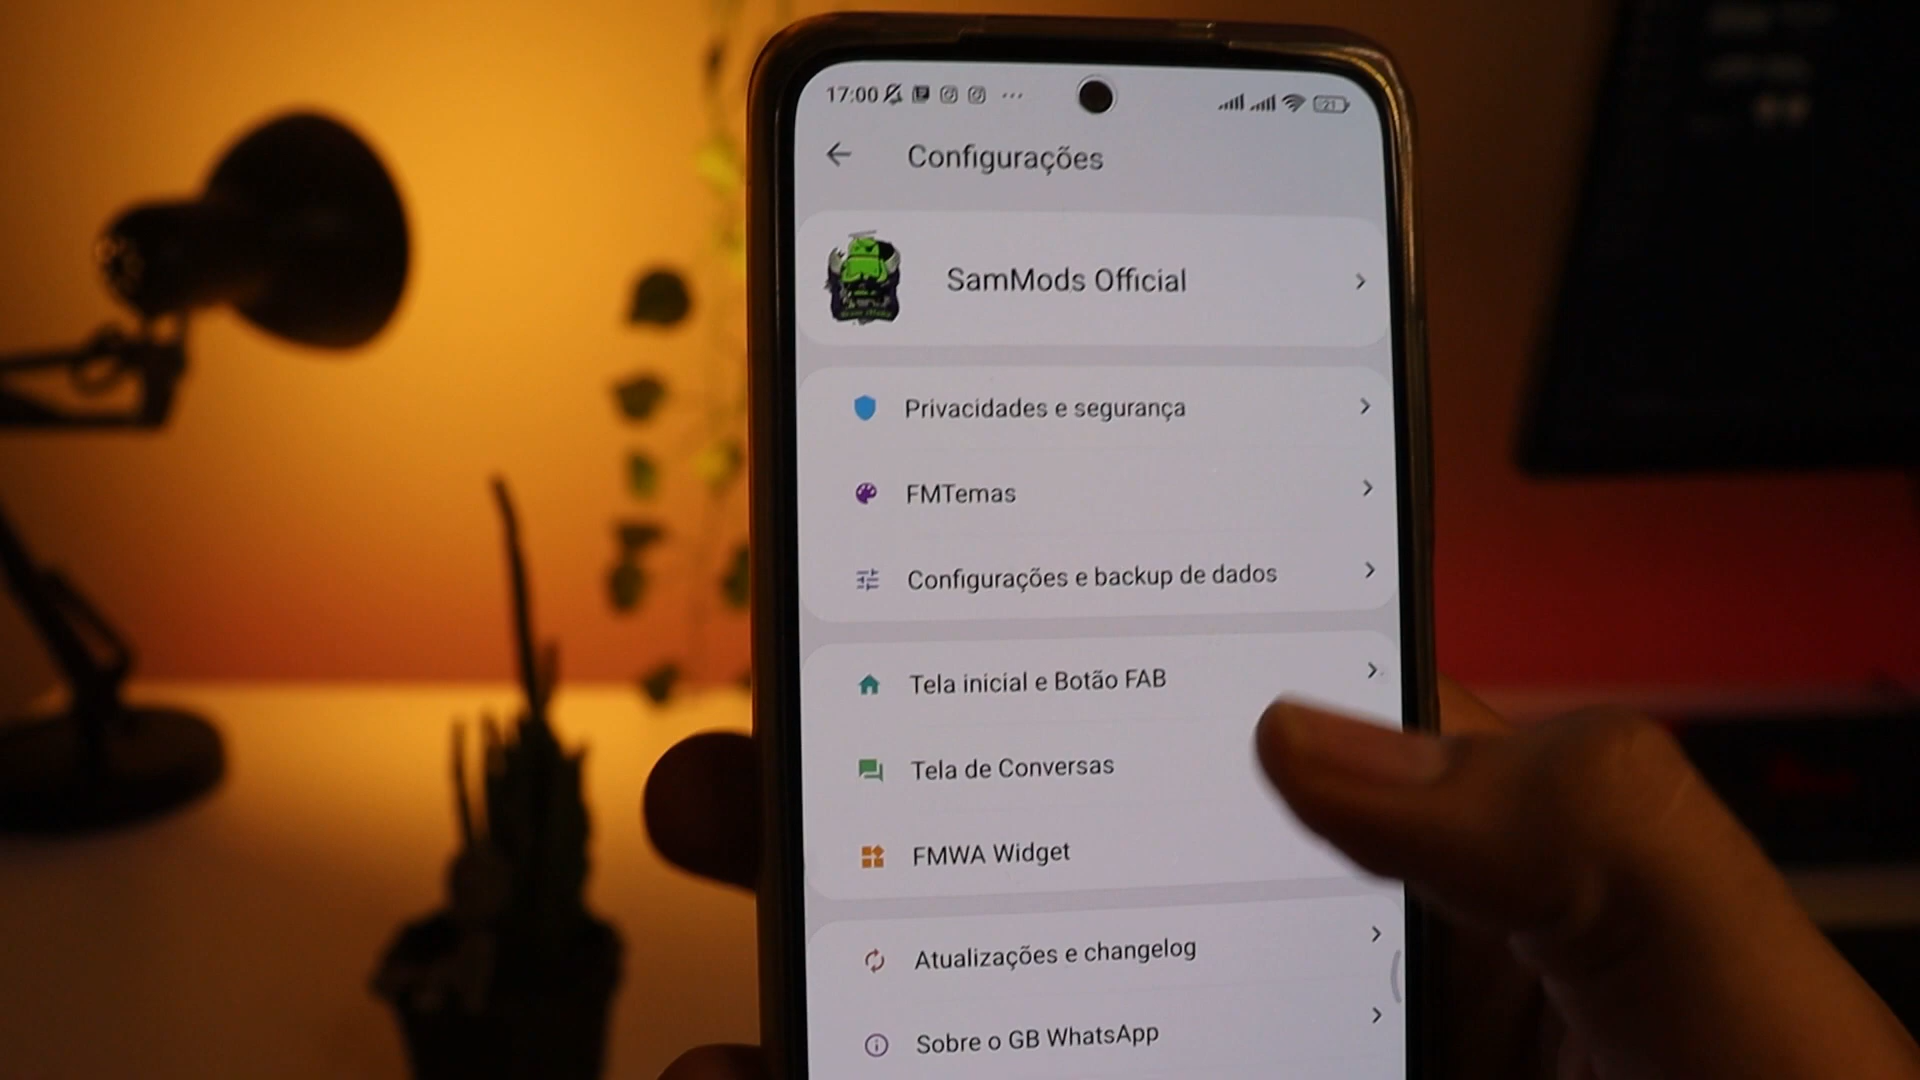 17:00
21
Configurações
SamMods Official
Privacidades e segurança
FMTemas
Configurações e backup de dados
Tela inicial e Botão FAB
Tela de Conversas
FMWA Widget
Atualizações e changelog
Sobre o GB WhatsApp